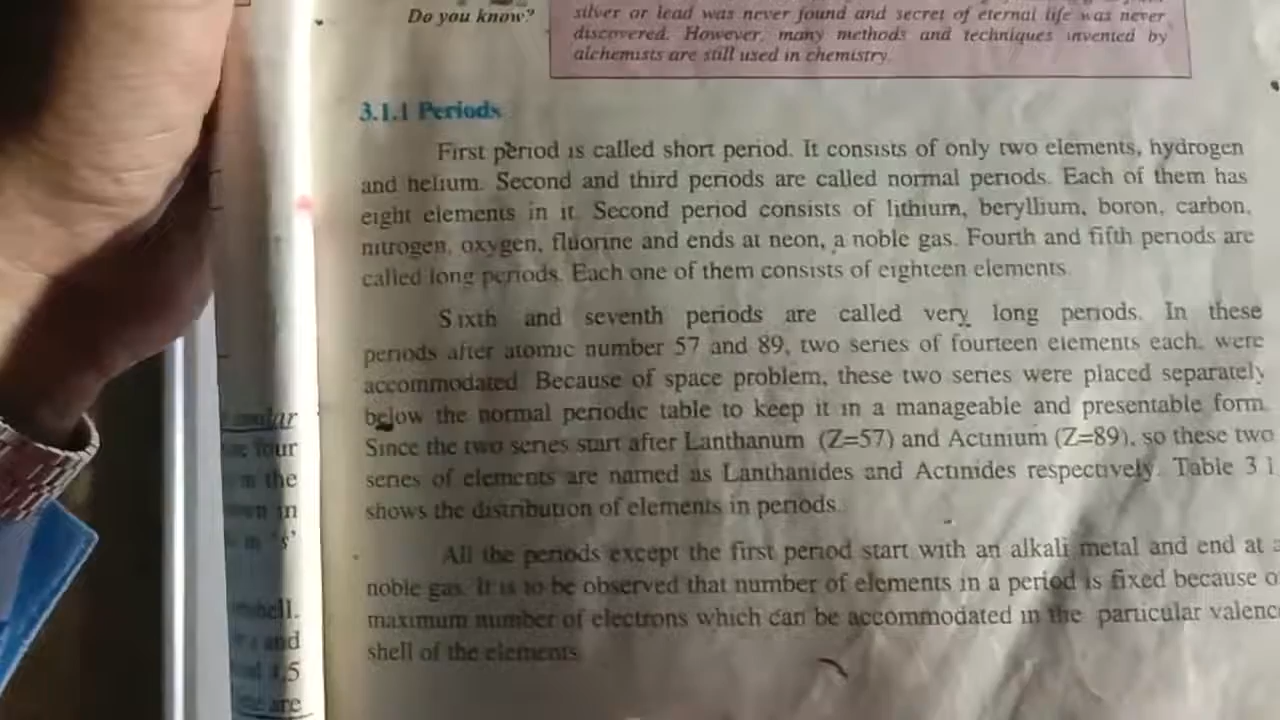 Do you know?
silver or lead was never found and secret of eternal life was never
discovered. However, many methods and techniques invented by
alchemists are still used in chemistry.
3.1.1 Periods
First period is called short period. It consists of only two elements, hydrogen
and helium. Second and third periods are called normal periods. Each of them has
eight elements in it. Second period consists of lithium, beryllium, boron, carbon,
nitrogen, oxygen, fluorine and ends at neon, a noble gas. Fourth and fifth periods are
called long periods. Each one of them consists of eighteen elements.
Sixth and seventh periods are called very long periods. In these
periods after atomic number 57 and 89, two series of fourteen elements each, were
accommodated. Because of space problem, these two series were placed separately
below the normal periodic table to keep it in a manageable and presentable form.
Since the two series start after Lanthanum (Z=57) and Actinium (Z=89), so these two
series of elements are named as Lanthanides and Actinides respectively. Table 3.1
shows the distribution of elements in periods.
All the periods except the first period start with an alkali metal and end at a
noble gas. It is to be observed that number of elements in a period is fixed because o
maximum number of electrons which can be accommodated in the particular valenc
shell of the elements.
four
the
in
's'
shell.
and
1,5
are